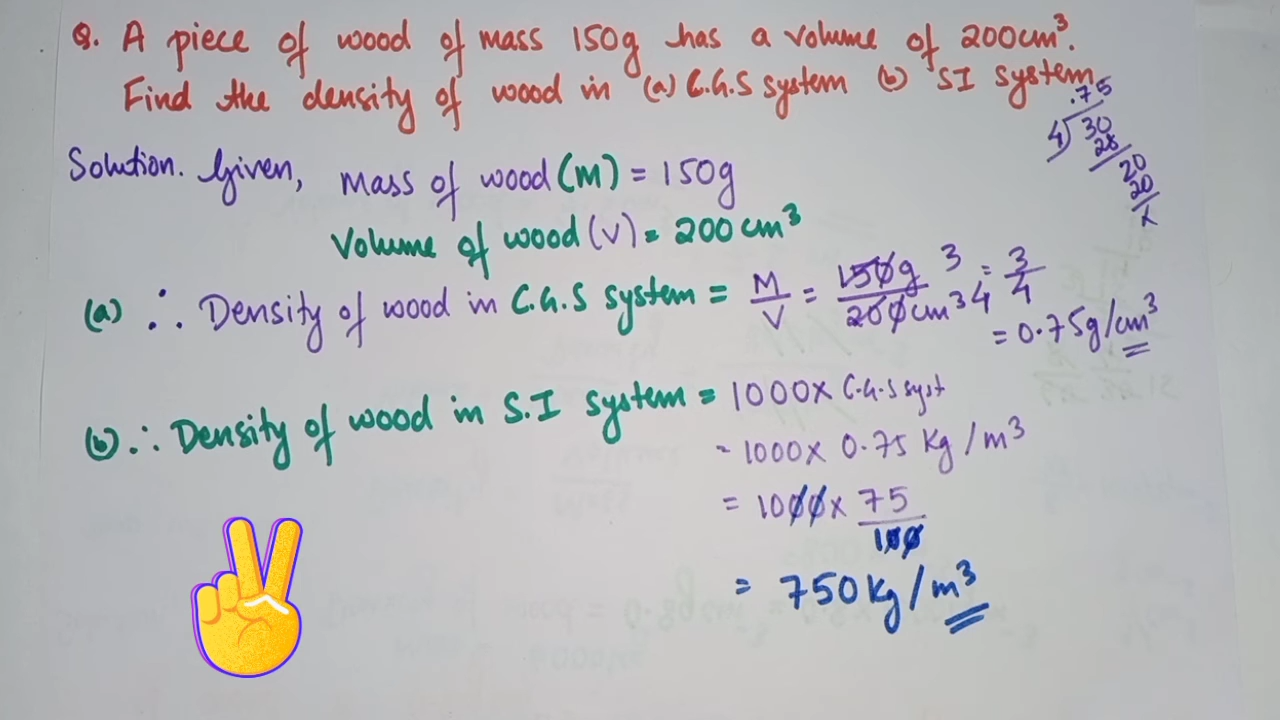 Q. A piece of wood of mass 150g has a volume of 200cm³.
Find the density of wood in (a) C.G.S system (b) SI system
.75
4)30
28
20
20
x
Solution. Given, Mass of wood (M) = 150g
Volume of wood (V) = 200 cm³
(a) ∴ Density of wood in C.G.S system = M/V = 150g/200cm³ 3/4 = 3/4
= 0.75g/cm³
(b) ∴ Density of wood in S.I system = 1000 x C.G.S syst
= 1000 x 0.75 Kg/m³
= 1000 x 75/100
= 750 Kg/m³